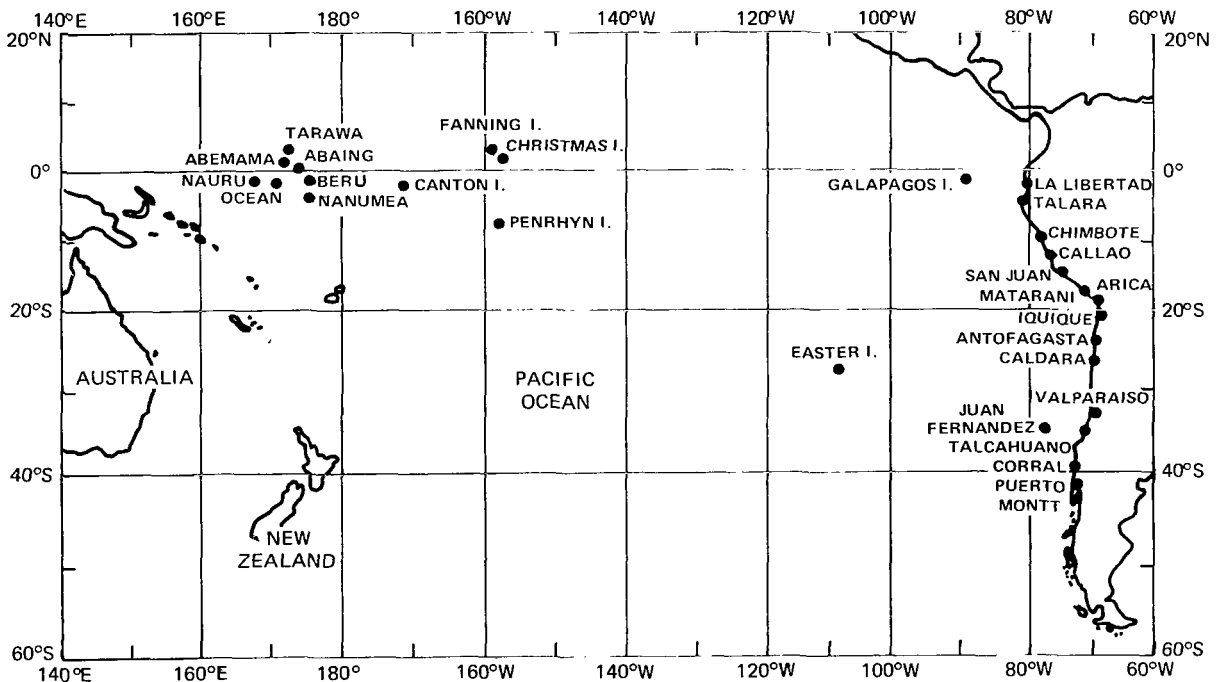 140°E 160°E 180° 160°W 140°W 120°W 100°W 80°W 60°W
20°N 20°N
TARAWA
FANNING I.
CHRISTMAS I.
ABEMAMA ABAING
0° 0°
NAURU BERU CANTON I. GALAPAGOS I. LA LIBERTAD
OCEAN NANUMEA TALARA
PENRHYN I.
CHIMBOTE
CALLAO
SAN JUAN ARICA
MATARANI
20°S IQUIQUE 20°S
ANTOFAGASTA
EASTER I. CALDARA
AUSTRALIA PACIFIC
OCEAN
VALPARAISO
JUAN
FERNANDEZ
TALCAHUANO
CORRAL
40°S 40°S
PUERTO
MONTT
NEW
ZEALAND
60°S 60°S
140°E 160°E 180° 160°W 140°W 120°W 100°W 80°W 60°W